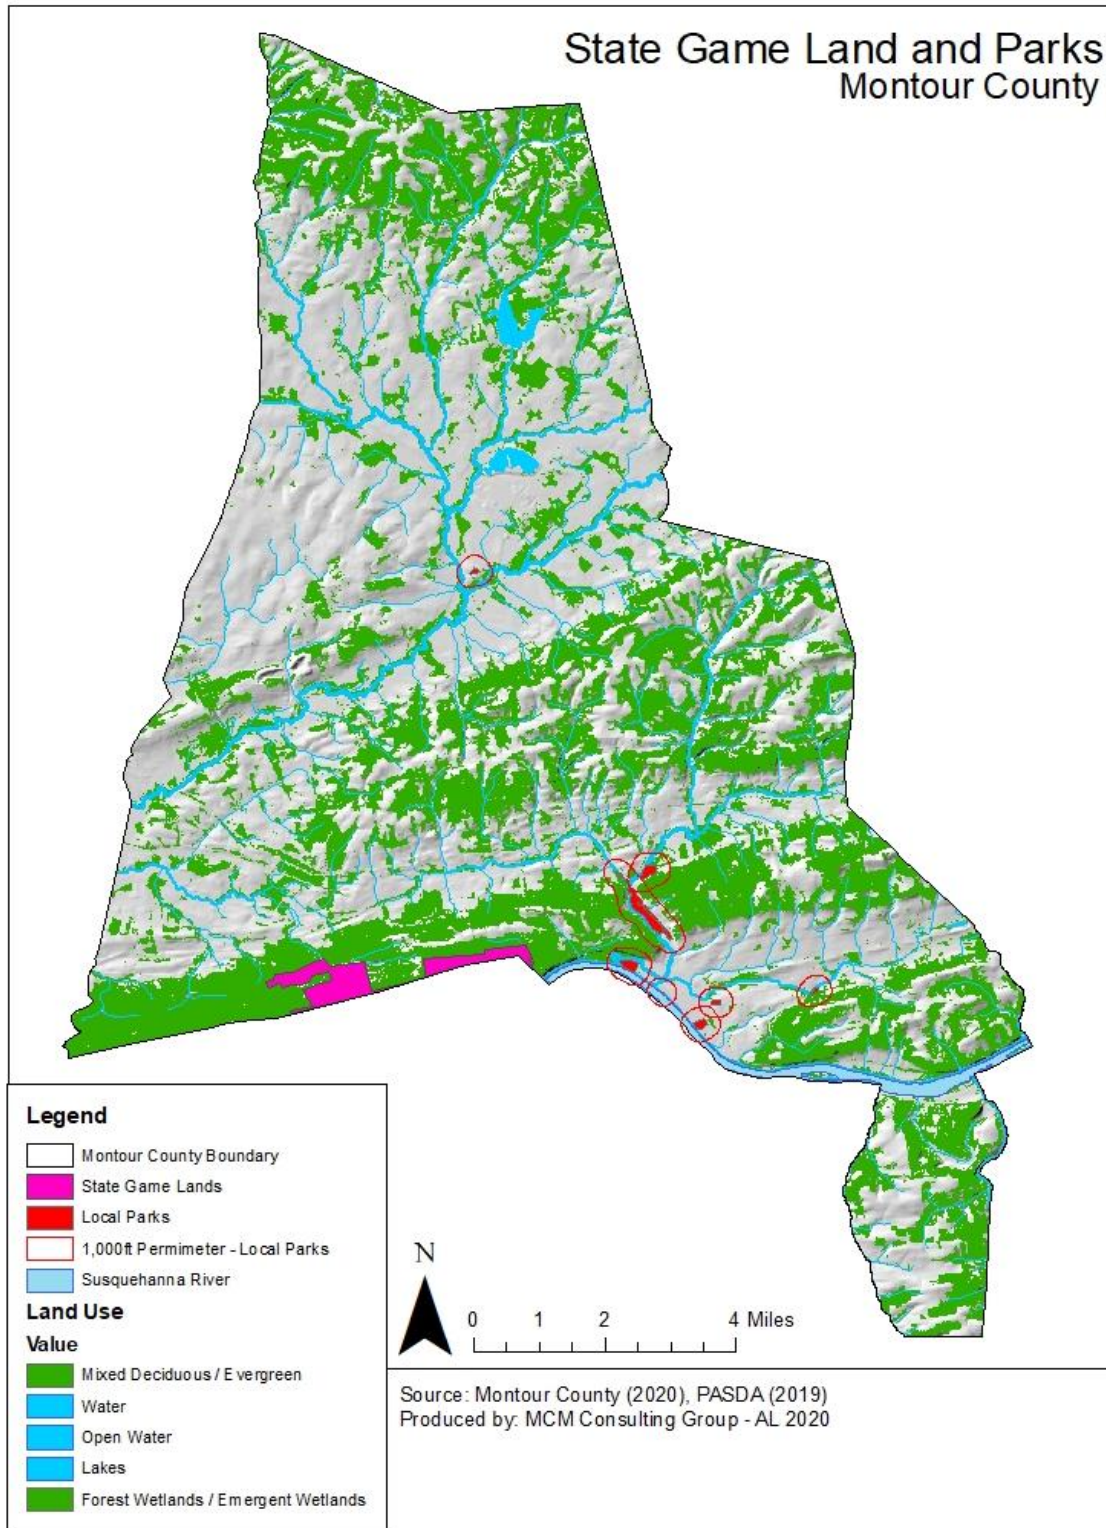 State Game Land and Parks
Montour County
Legend
Montour County Boundary
State Game Lands
Local Parks
1,000ft Permimeter - Local Parks
Susquehanna River
Land Use
Value
Mixed Deciduous / Evergreen
Water
Open Water
Lakes
Forest Wetlands / Emergent Wetlands
N
0 1 2 4 Miles
Source: Montour County (2020), PASDA (2019)
Produced by: MCM Consulting Group - AL 2020